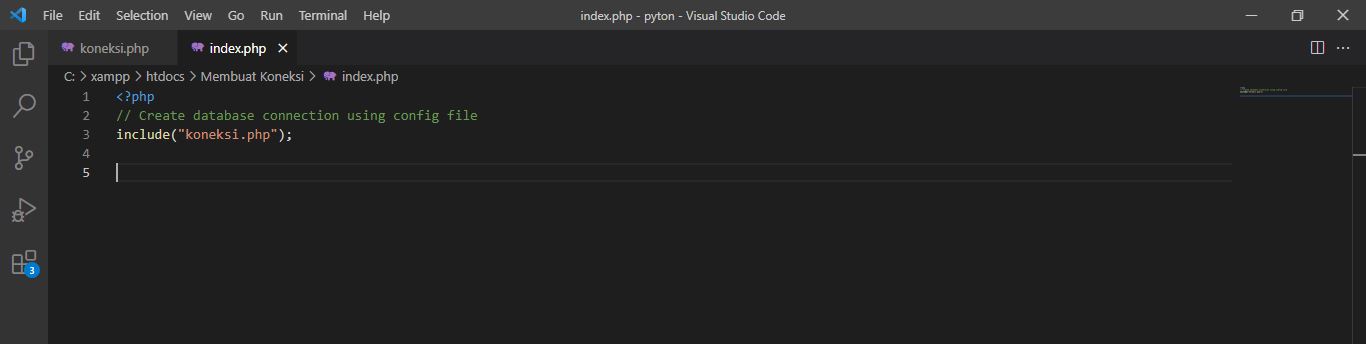 File Edit Selection View Go Run Terminal Help index.php - pyton - Visual Studio Code
koneksi.php index.php
C: > xampp > htdocs > Membuat Koneksi > index.php
1 <?php
2 // Create database connection using config file
3 include("koneksi.php");
4
5
3